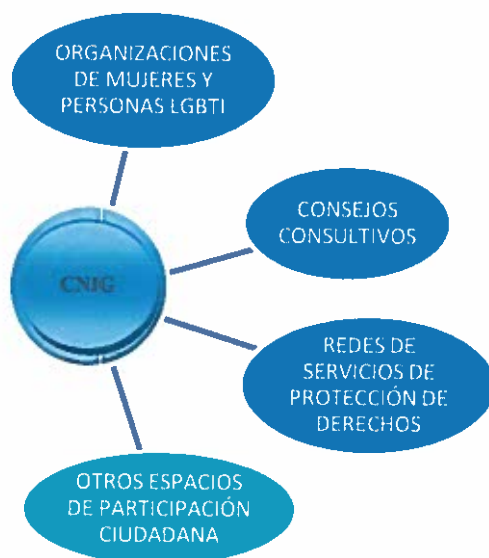 ORGANIZACIONES
DE MUJERES Y
PERSONAS LGBTI
CONSEJOS
CONSULTIVOS
CNIG
REDES DE
SERVICIOS DE
PROTECCIÓN DE
DERECHOS
OTROS ESPACIOS
DE PARTICIPACIÓN
CIUDADANA